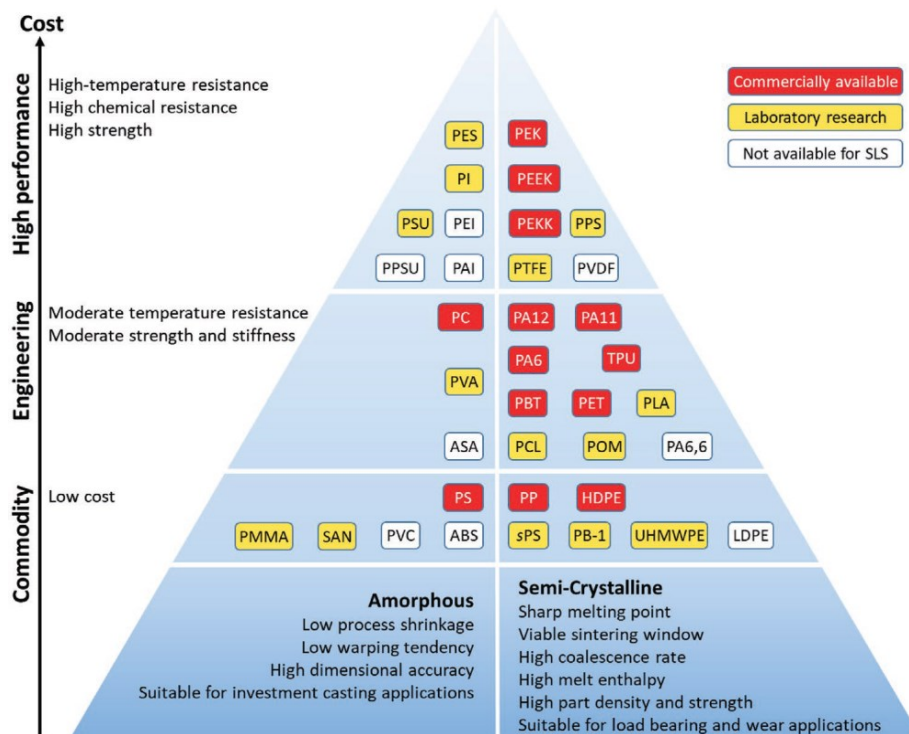 Cost
High performance
High-temperature resistance
High chemical resistance
High strength
Commercially available
Laboratory research
Not available for SLS
PES
PEK
PI
PEEK
PSU
PEI
PEKK
PPS
PPSU
PAI
PTFE
PVDF
Engineering
Moderate temperature resistance
Moderate strength and stiffness
PC
PA12
PA11
PA6
TPU
PVA
PBT
PET
PLA
ASA
PCL
POM
PA6,6
Commodity
Low cost
PS
PP
HDPE
PMMA
SAN
PVC
ABS
sPS
PB-1
UHMWPE
LDPE
Amorphous
Low process shrinkage
Low warping tendency
High dimensional accuracy
Suitable for investment casting applications
Semi-Crystalline
Sharp melting point
Viable sintering window
High coalescence rate
High melt enthalpy
High part density and strength
Suitable for load bearing and wear applications